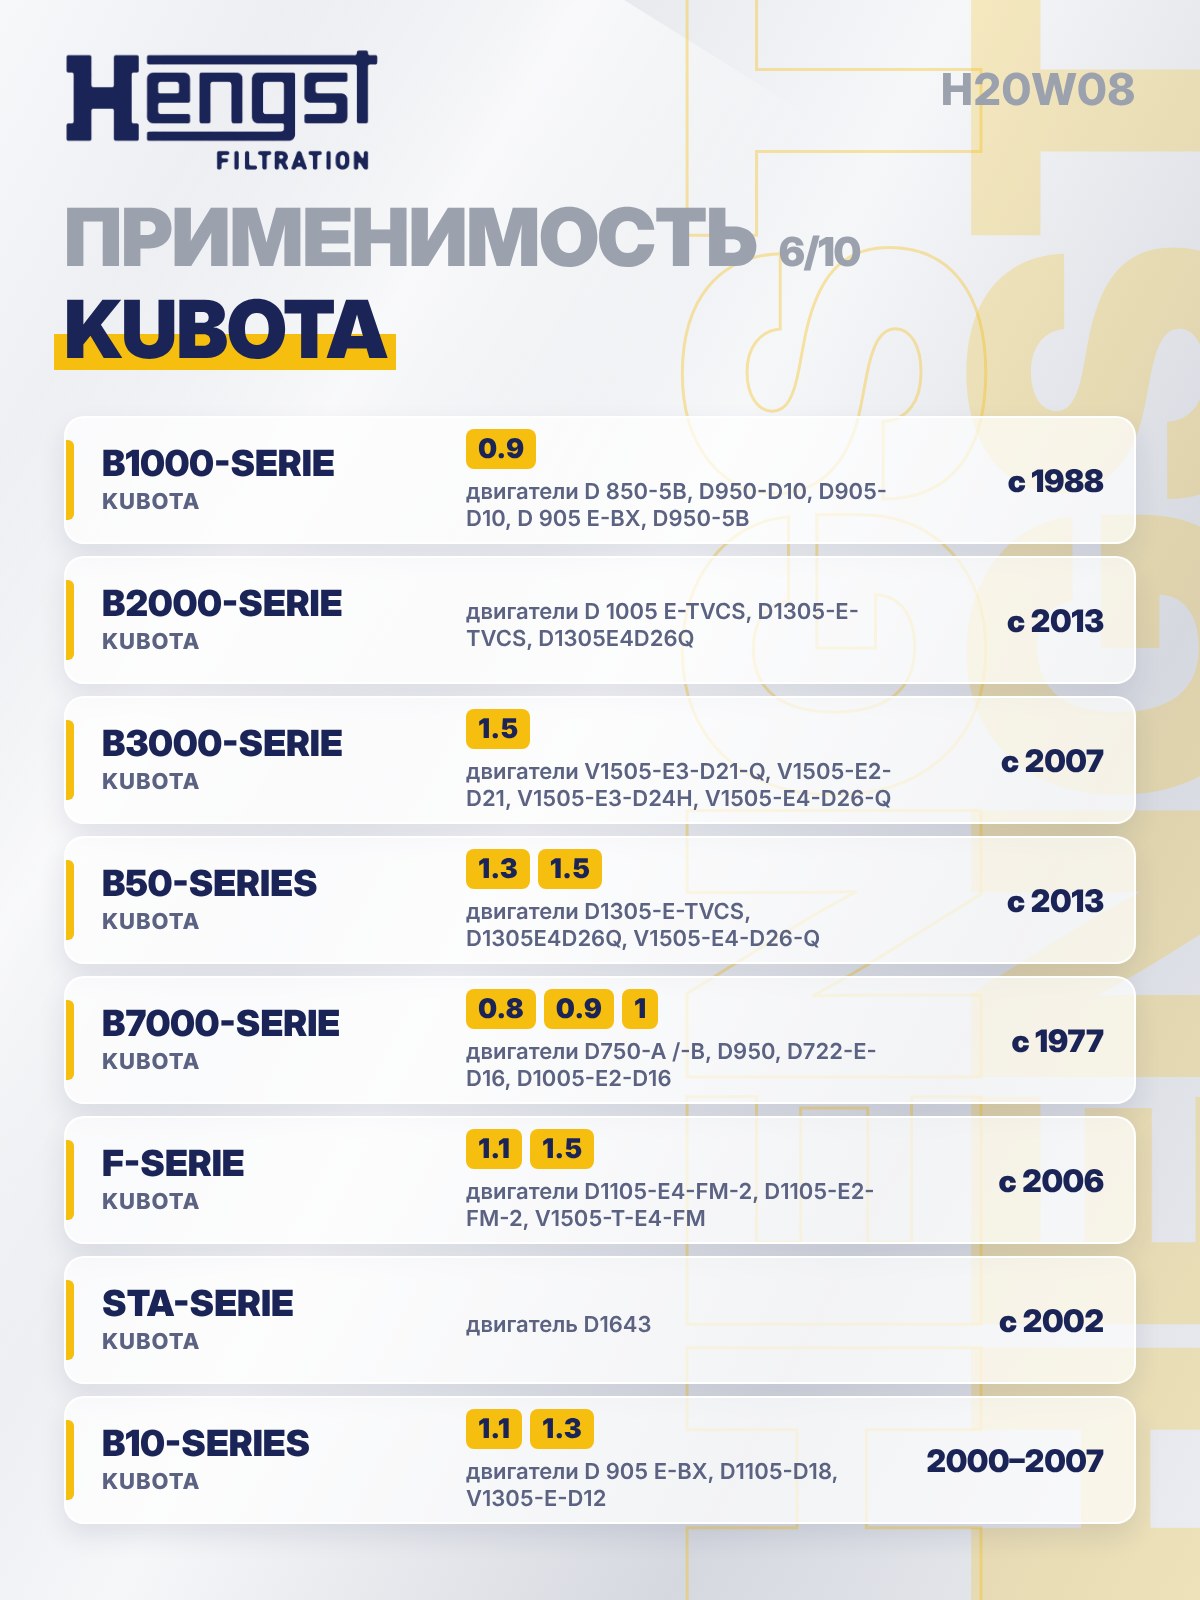 Hengst
FILTRATION
H20W08
ПРИМЕНИМОСТЬ 6/10
KUBOTA
B1000-SERIE
KUBOTA
0.9
двигатели D 850-5B, D950-D10, D905-
D10, D 905 E-BX, D950-5B
с 1988
B2000-SERIE
KUBOTA
двигатели D 1005 E-TVCS, D1305-E-
TVCS, D1305E4D26Q
с 2013
B3000-SERIE
KUBOTA
1.5
двигатели V1505-E3-D21-Q, V1505-E2-
D21, V1505-E3-D24H, V1505-E4-D26-Q
с 2007
B50-SERIES
KUBOTA
1.3 1.5
двигатели D1305-E-TVCS,
D1305E4D26Q, V1505-E4-D26-Q
с 2013
B7000-SERIE
KUBOTA
0.8 0.9 1
двигатели D750-A /-B, D950, D722-E-
D16, D1005-E2-D16
с 1977
F-SERIE
KUBOTA
1.1 1.5
двигатели D1105-E4-FM-2, D1105-E2-
FM-2, V1505-T-E4-FM
с 2006
STA-SERIE
KUBOTA
двигатель D1643
с 2002
B10-SERIES
KUBOTA
1.1 1.3
двигатели D 905 E-BX, D1105-D18,
V1305-E-D12
2000–2007
HENGST
HENGST